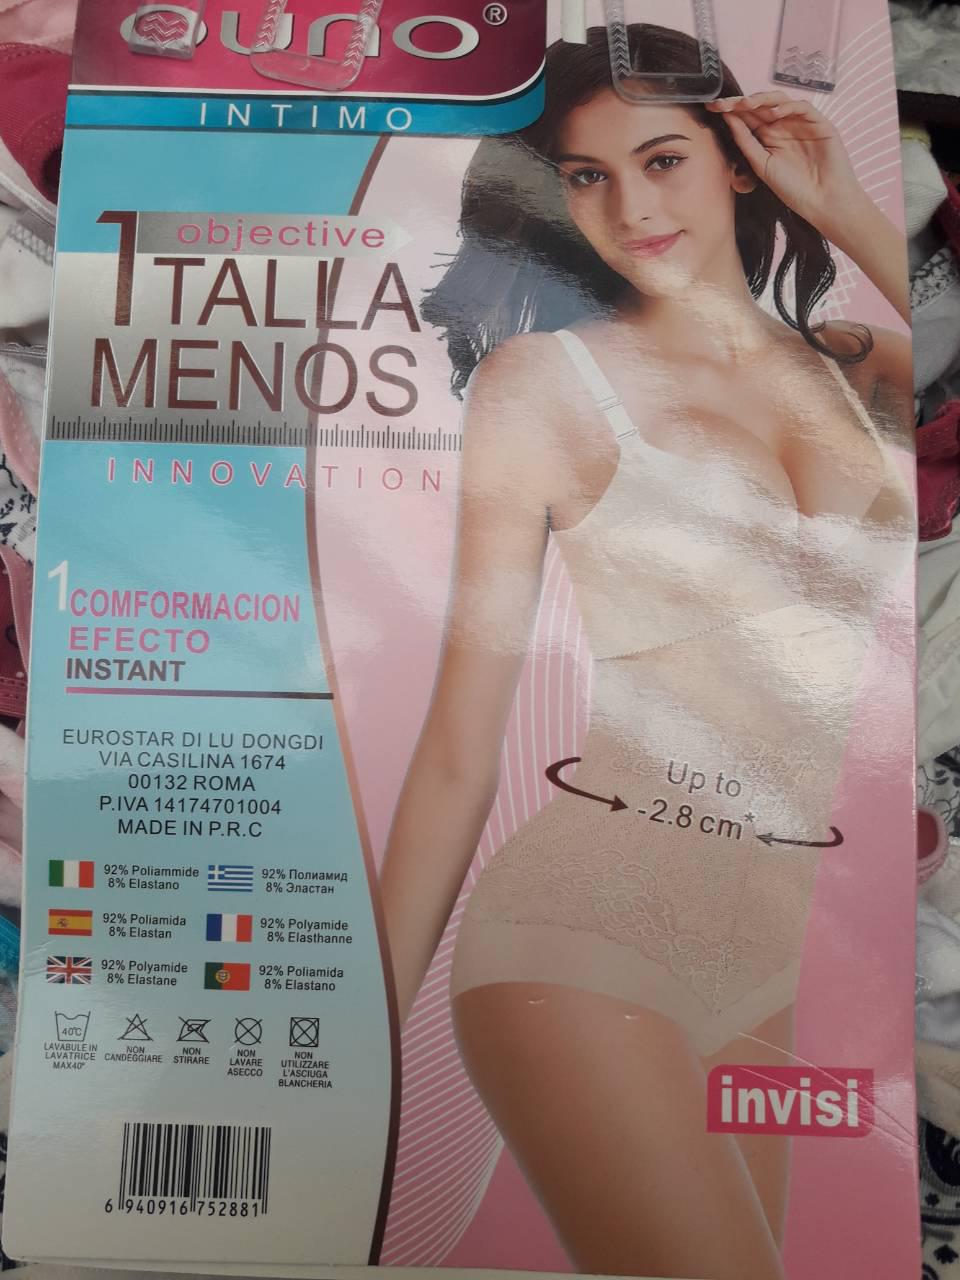 ouno®
INTIMO
1 objective
TALLA
MENOS
INNOVATION
1COMFORMACION
EFECTO
INSTANT
EUROSTAR DI LU DONGDI
VIA CASILINA 1674
00132 ROMA
P.IVA 14174701004
MADE IN P.R.C
92% Poliammide
8% Elastano
92% Полиамид
8% Эластан
92% Poliamida
8% Elastan
92% Polyamide
8% Elasthanne
92% Polyamide
8% Elastane
92% Poliamida
8% Elastano
40°C
LAVABULE IN
LAVATRICE
MAX40°
NON
CANDEGGIARE
NON
STIRARE
NON
LAVARE
ASECCO
NON
UTILIZZARE
L'ASCIUGA
BLANCHERIA
6 940916 752881
Up to
-2.8 cm*
invisi